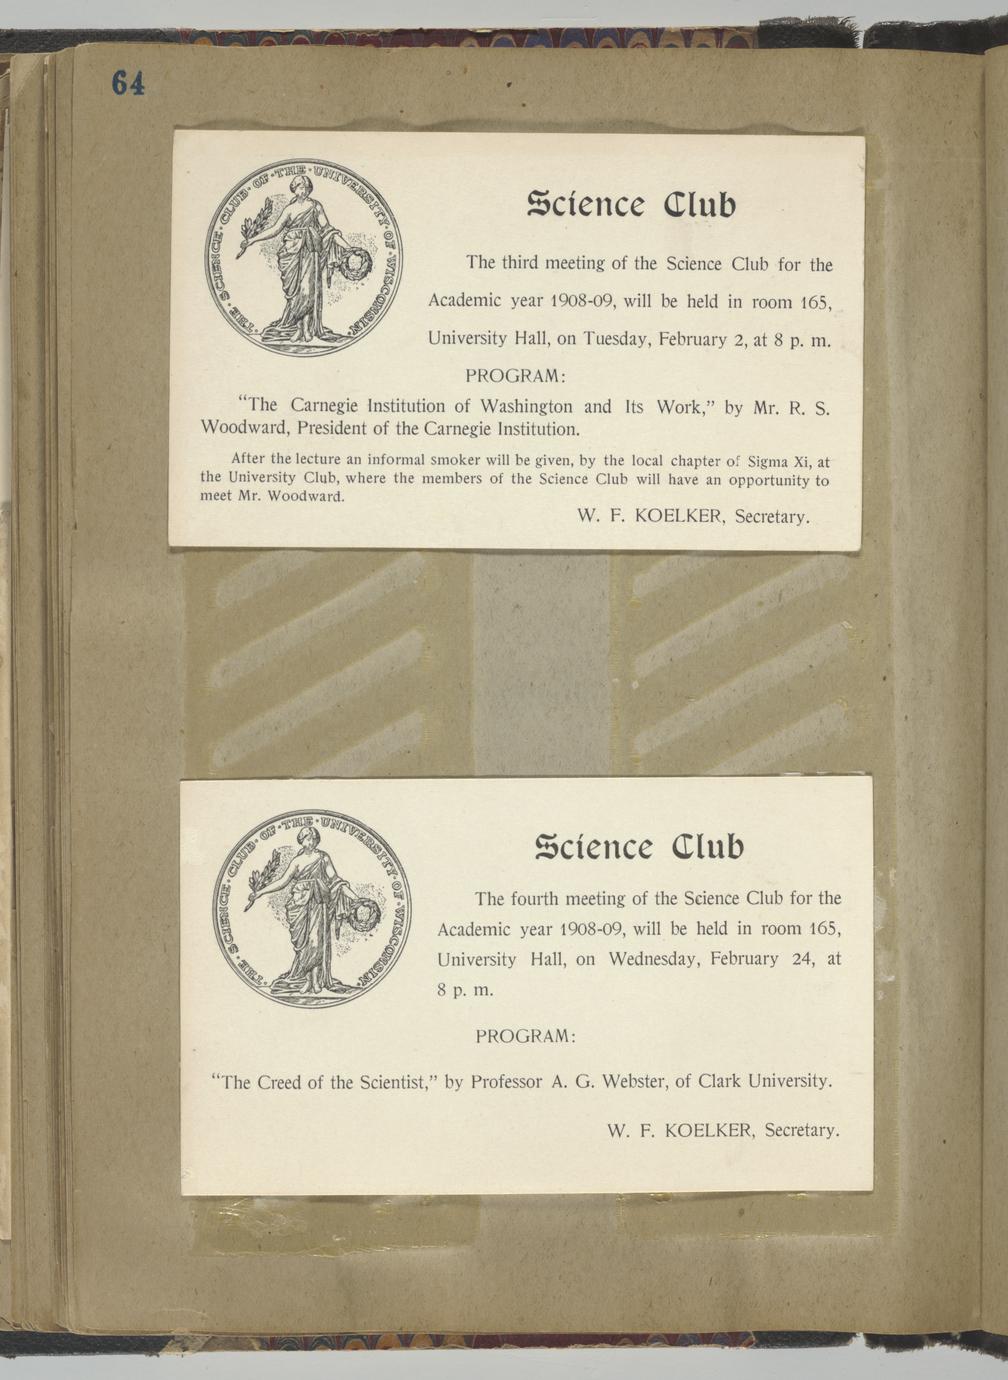 64
THE · SCIENCE · CLUB · OF · THE · UNIVERSITY · OF · WISCONSIN ·
Science Club
The third meeting of the Science Club for the
Academic year 1908-09, will be held in room 165,
University Hall, on Tuesday, February 2, at 8 p. m.
PROGRAM:
“The Carnegie Institution of Washington and Its Work,” by Mr. R. S.
Woodward, President of the Carnegie Institution.
After the lecture an informal smoker will be given, by the local chapter of Sigma Xi, at
the University Club, where the members of the Science Club will have an opportunity to
meet Mr. Woodward.
W. F. KOELKER, Secretary.
THE · SCIENCE · CLUB · OF · THE · UNIVERSITY · OF · WISCONSIN ·
Science Club
The fourth meeting of the Science Club for the
Academic year 1908-09, will be held in room 165,
University Hall, on Wednesday, February 24, at
8 p. m.
PROGRAM:
“The Creed of the Scientist,” by Professor A. G. Webster, of Clark University.
W. F. KOELKER, Secretary.